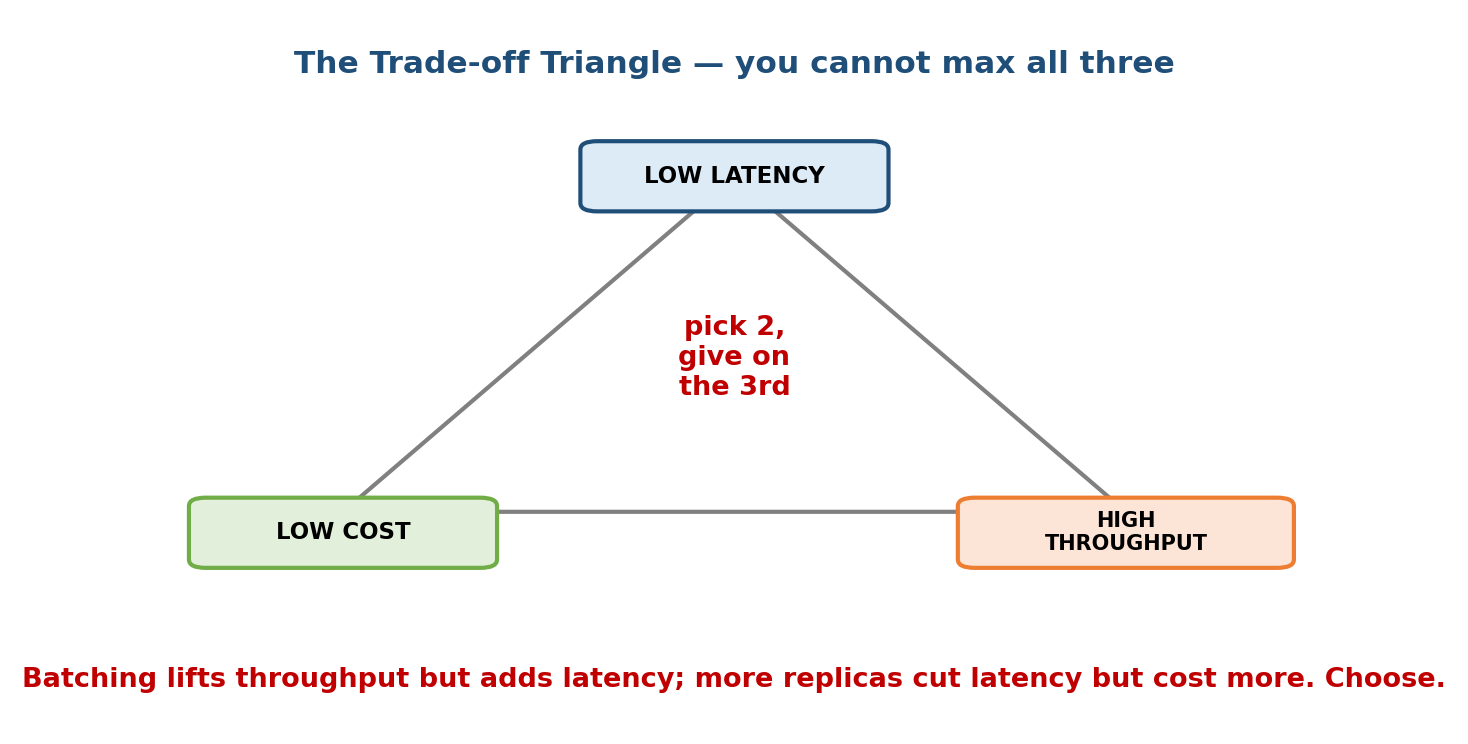 The Trade-off Triangle — you cannot max all three
LOW LATENCY
pick 2,
give on
the 3rd
LOW COST
HIGH
THROUGHPUT
Batching lifts throughput but adds latency; more replicas cut latency but cost more. Choose.